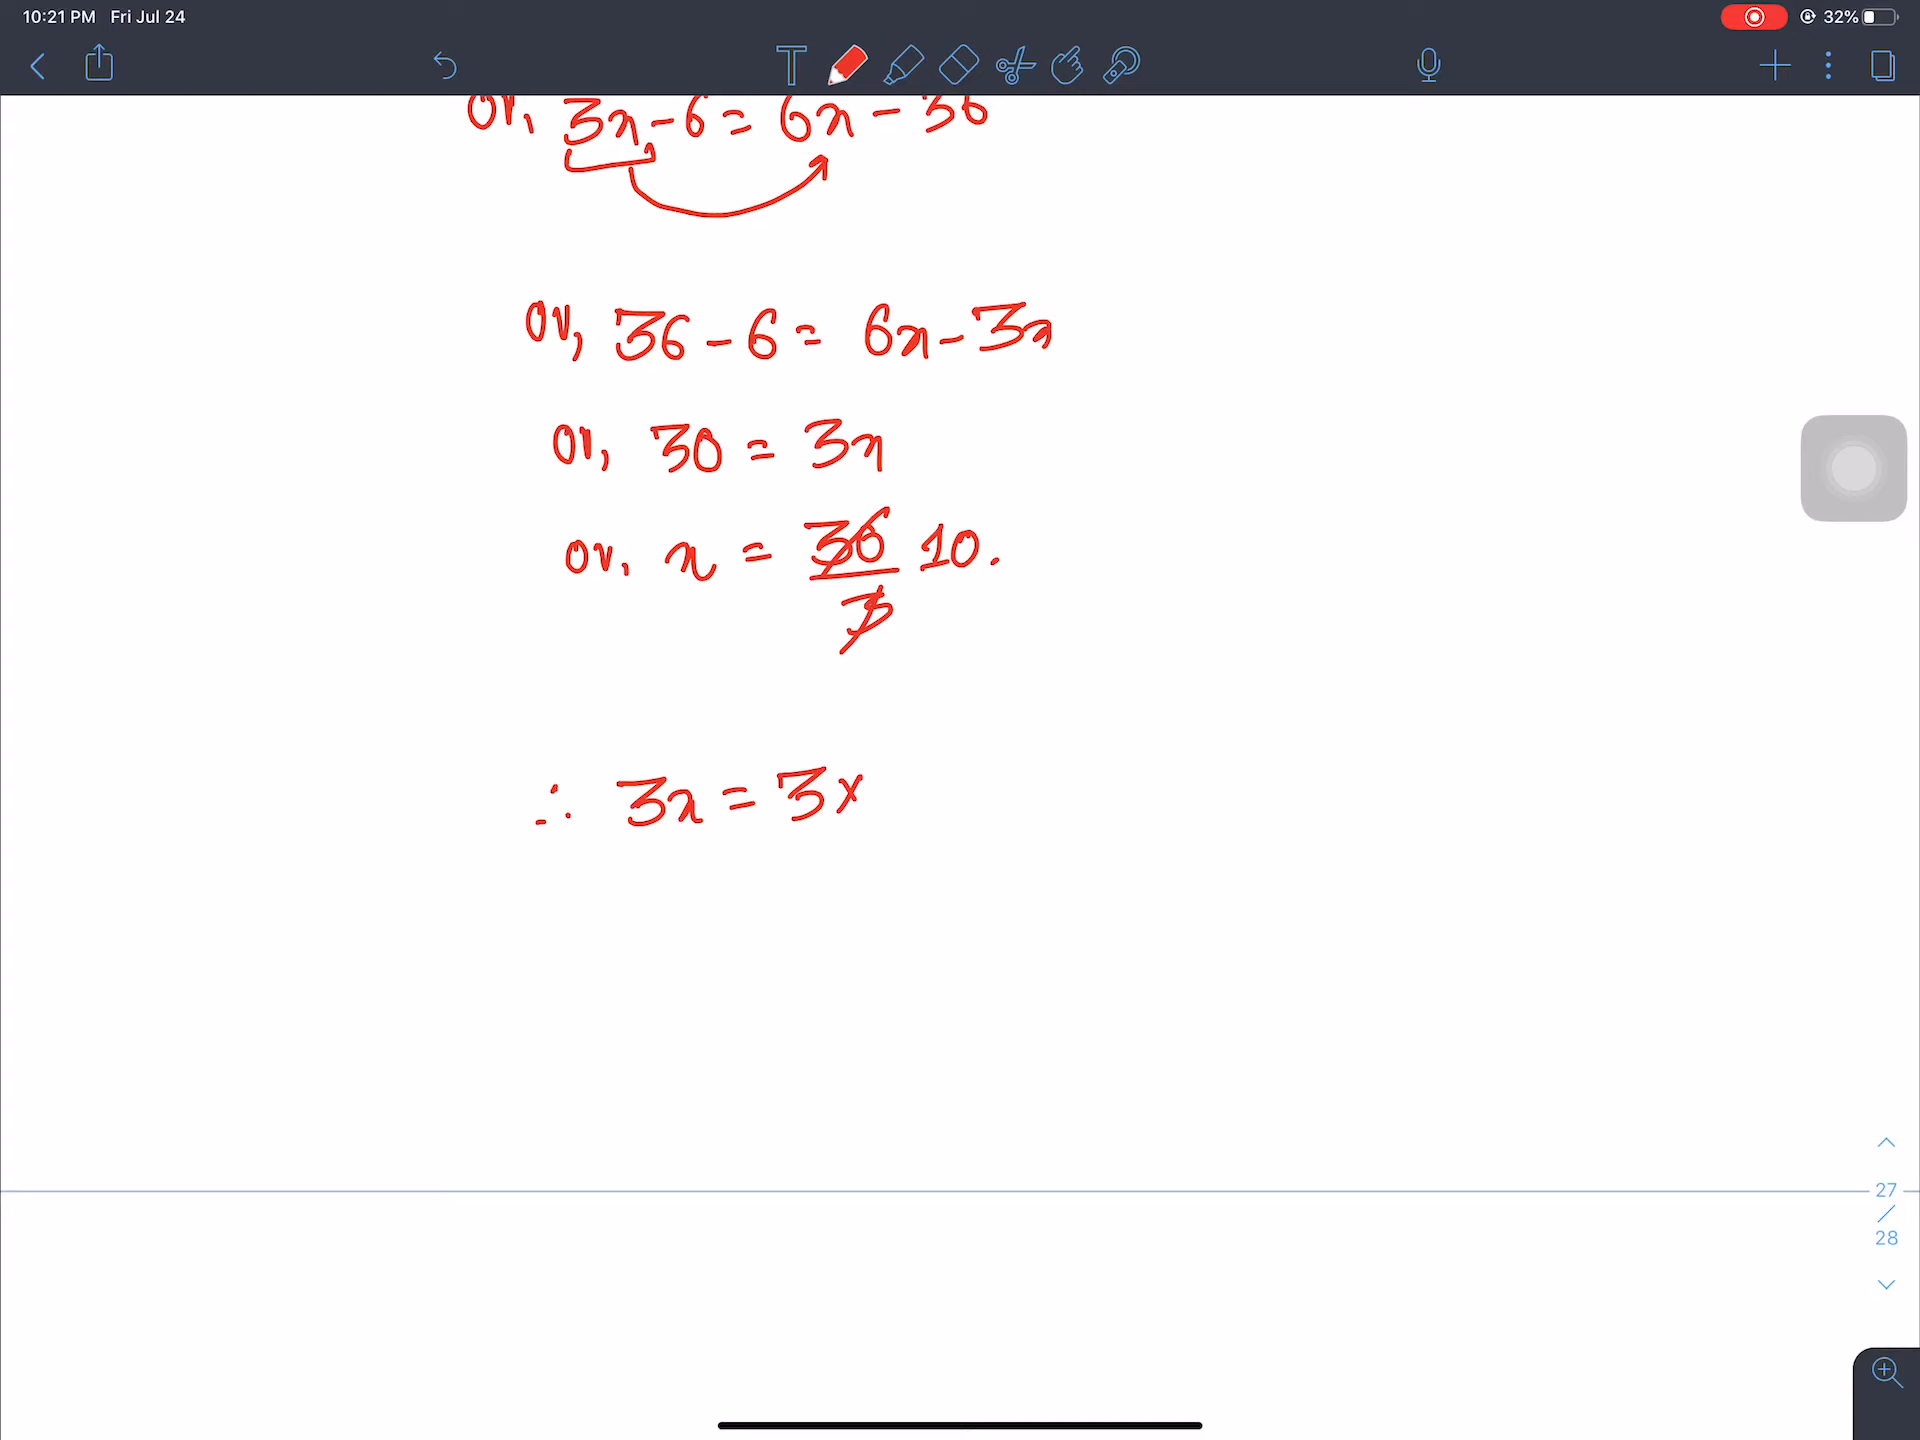 10:21 PM Fri Jul 24 32%
T
or, 3x - 6 = 6x - 36
or, 36 - 6 = 6x - 3x
or, 30 = 3x
or, x = 30/3 10.
∴ 3x = 3 ×
27
/
28